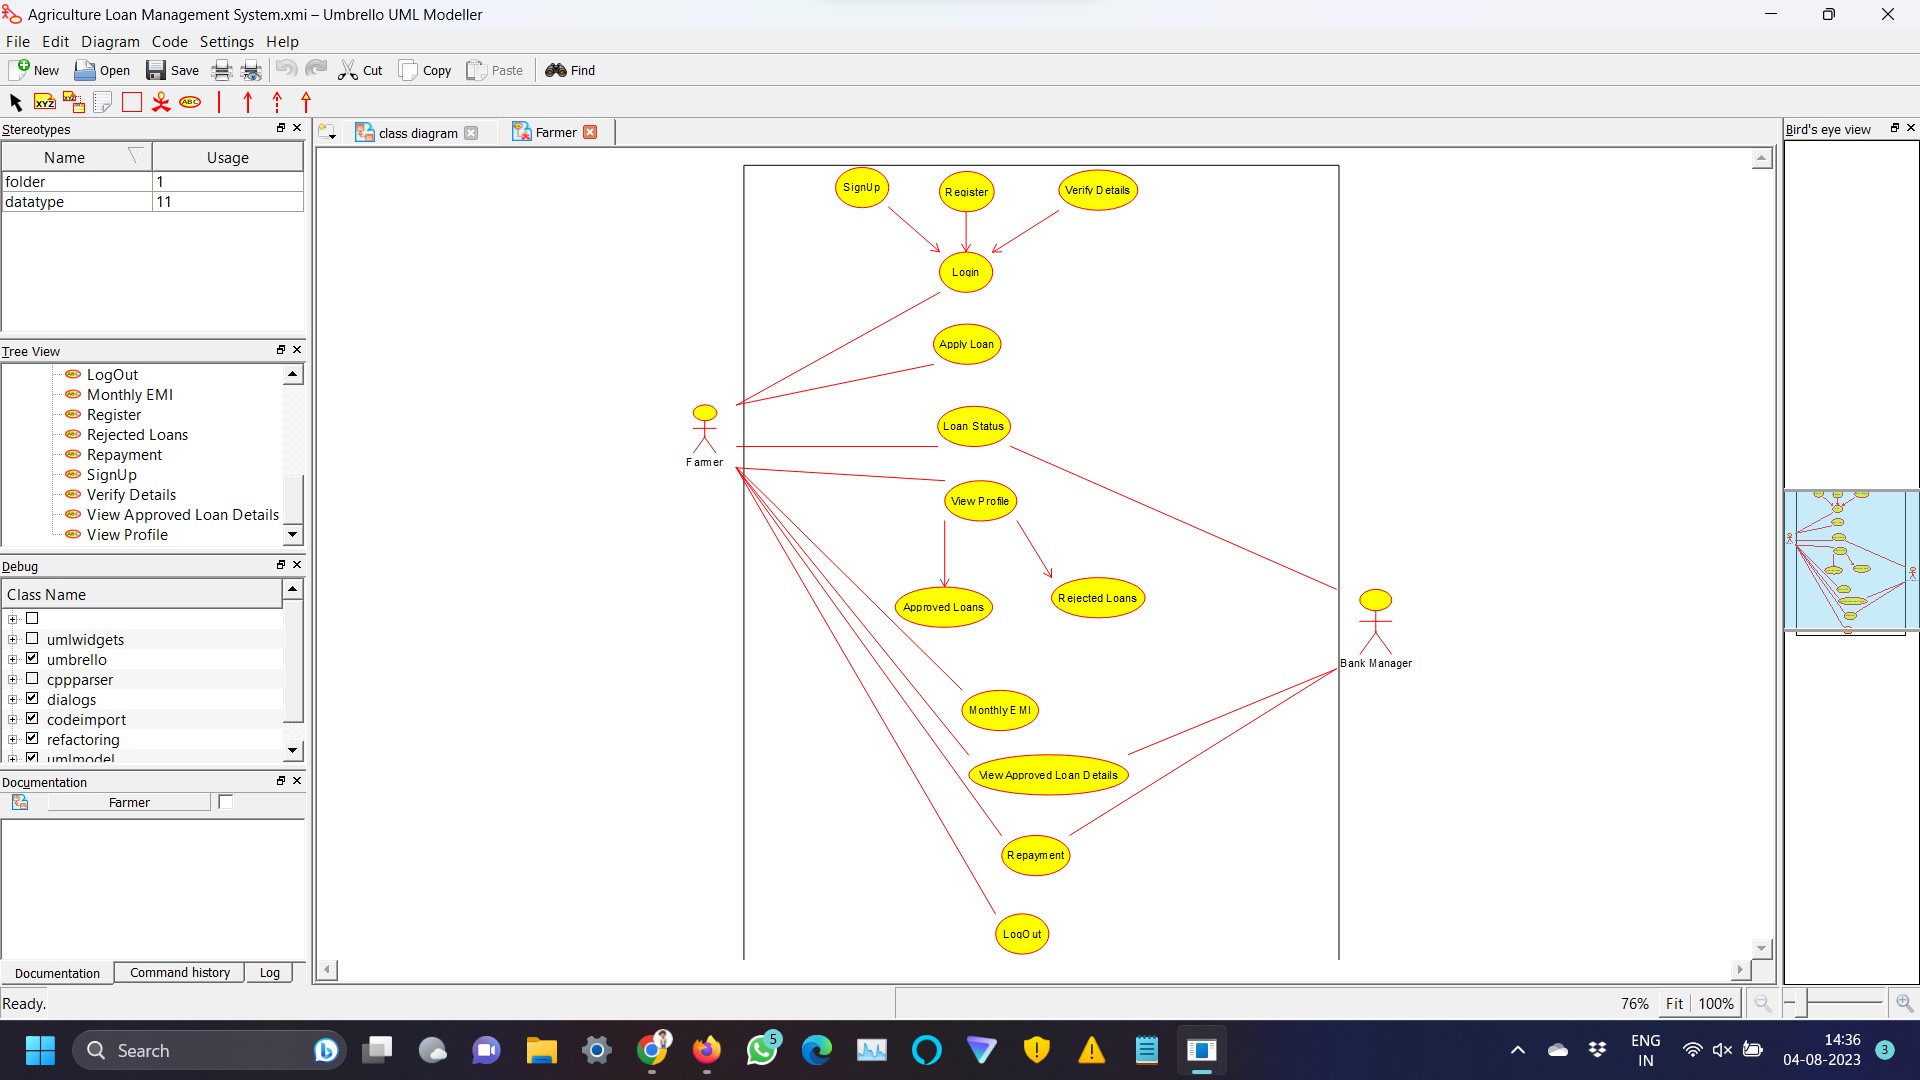 Agriculture Loan Management System.xmi – Umbrello UML Modeller
File Edit Diagram Code Settings Help
New Open Save Cut Copy Paste Find
XYZ ABC
Stereotypes
Name Usage
folder 1
datatype 11
Tree View
LogOut
Monthly EMI
Register
Rejected Loans
Repayment
SignUp
Verify Details
View Approved Loan Details
View Profile
Debug
Class Name
umlwidgets
umbrello
cppparser
dialogs
codeimport
refactoring
umlmodel
Documentation
Farmer
Documentation Command history Log
Ready.
class diagram Farmer
SignUp Register Verify Details
Login
Apply Loan
Loan Status
Farmer
View Profile
Approved Loans Rejected Loans
Bank Manager
Monthly EMI
View Approved Loan Details
Repayment
LogOut
Bird's eye view
76% Fit 100%
Search
5
ENG
IN
14:36
04-08-2023
3